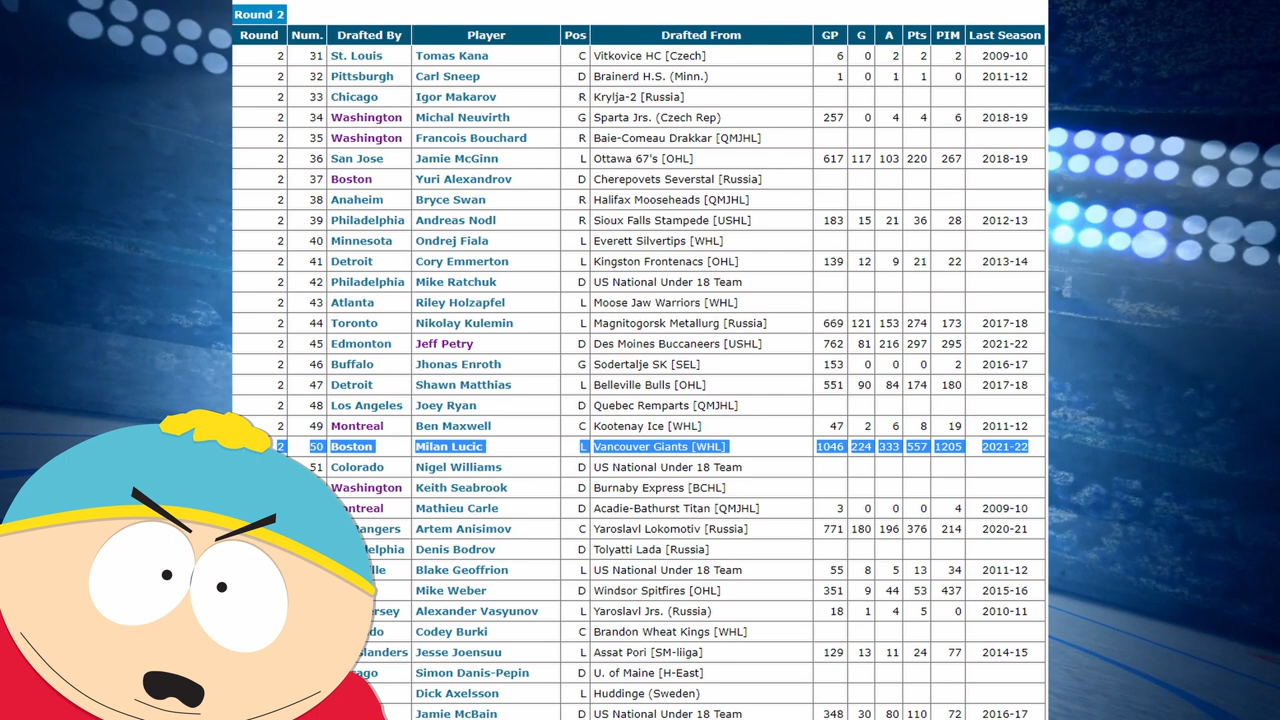 Round 2
Round Num. Drafted By Player Pos Drafted From GP G A Pts PIM Last Season
2 31 St. Louis Tomas Kana C Vitkovice HC [Czech] 6 0 2 2 2 2009-10
2 32 Pittsburgh Carl Sneep D Brainerd H.S. (Minn.) 1 0 1 1 0 2011-12
2 33 Chicago Igor Makarov R Krylja-2 [Russia]
2 34 Washington Michal Neuvirth G Sparta Jrs. (Czech Rep) 257 0 4 4 6 2018-19
2 35 Washington Francois Bouchard R Baie-Comeau Drakkar [QMJHL]
2 36 San Jose Jamie McGinn L Ottawa 67's [OHL] 617 117 103 220 267 2018-19
2 37 Boston Yuri Alexandrov D Cherepovets Severstal [Russia]
2 38 Anaheim Bryce Swan R Halifax Mooseheads [QMJHL]
2 39 Philadelphia Andreas Nodl R Sioux Falls Stampede [USHL] 183 15 21 36 28 2012-13
2 40 Minnesota Ondrej Fiala L Everett Silvertips [WHL]
2 41 Detroit Cory Emmerton L Kingston Frontenacs [OHL] 139 12 9 21 22 2013-14
2 42 Philadelphia Mike Ratchuk D US National Under 18 Team
2 43 Atlanta Riley Holzapfel L Moose Jaw Warriors [WHL]
2 44 Toronto Nikolay Kulemin L Magnitogorsk Metallurg [Russia] 669 121 153 274 173 2017-18
2 45 Edmonton Jeff Petry D Des Moines Buccaneers [USHL] 762 81 216 297 295 2021-22
2 46 Buffalo Jhonas Enroth G Sodertalje SK [SEL] 153 0 0 0 2 2016-17
2 47 Detroit Shawn Matthias L Belleville Bulls [OHL] 551 90 84 174 180 2017-18
2 48 Los Angeles Joey Ryan D Quebec Remparts [QMJHL]
2 49 Montreal Ben Maxwell C Kootenay Ice [WHL] 47 2 6 8 19 2011-12
2 50 Boston Milan Lucic L Vancouver Giants [WHL] 1046 224 333 557 1205 2021-22
51 Colorado Nigel Williams D US National Under 18 Team
Washington Keith Seabrook D Burnaby Express [BCHL]
ontreal Mathieu Carle D Acadie-Bathurst Titan [QMJHL] 3 0 0 0 4 2009-10
angers Artem Anisimov C Yaroslavl Lokomotiv [Russia] 771 180 196 376 214 2020-21
delphia Denis Bodrov D Tolyatti Lada [Russia]
lle Blake Geoffrion L US National Under 18 Team 55 8 5 13 34 2011-12
Mike Weber D Windsor Spitfires [OHL] 351 9 44 53 437 2015-16
ersey Alexander Vasyunov L Yaroslavl Jrs. (Russia) 18 1 4 5 0 2010-11
do Codey Burki C Brandon Wheat Kings [WHL]
slanders Jesse Joensuu L Assat Pori [SM-liiga] 129 13 11 24 77 2014-15
ago Simon Danis-Pepin D U. of Maine [H-East]
Dick Axelsson L Huddinge (Sweden)
Jamie McBain D US National Under 18 Team 348 30 80 110 72 2016-17